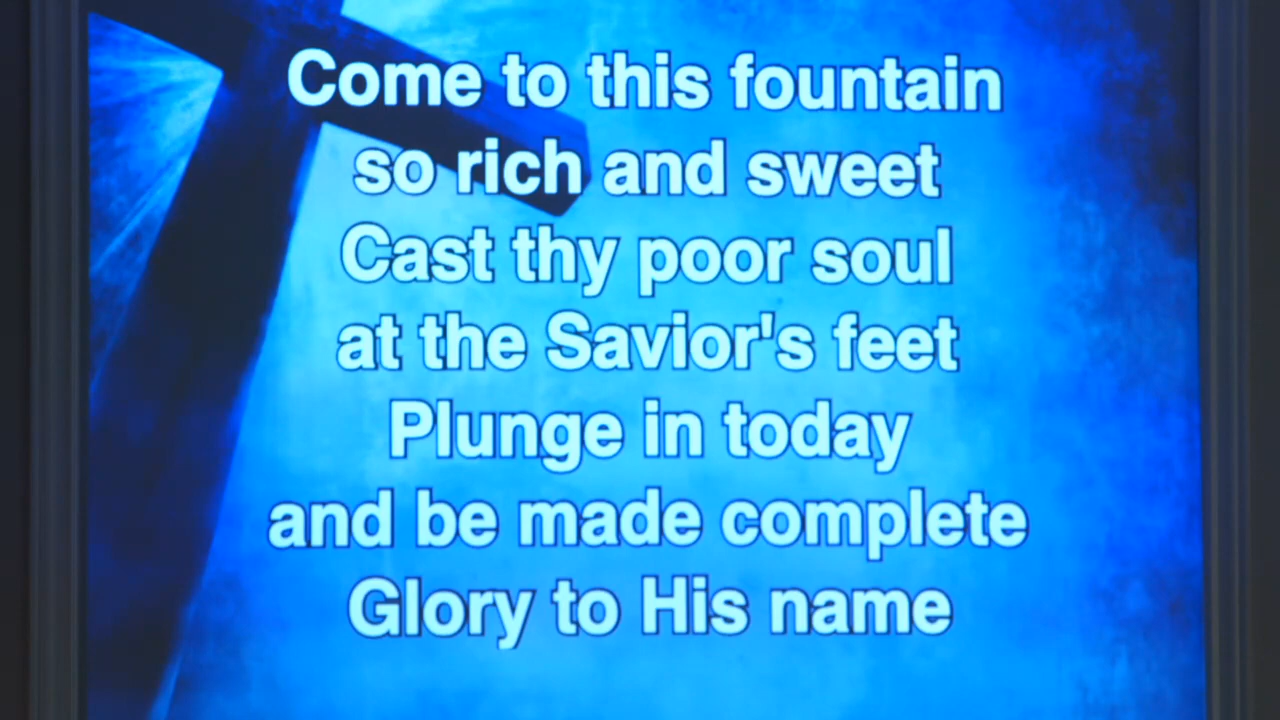 Come to this fountain
so rich and sweet
Cast thy poor soul
at the Savior's feet
Plunge in today
and be made complete
Glory to His name